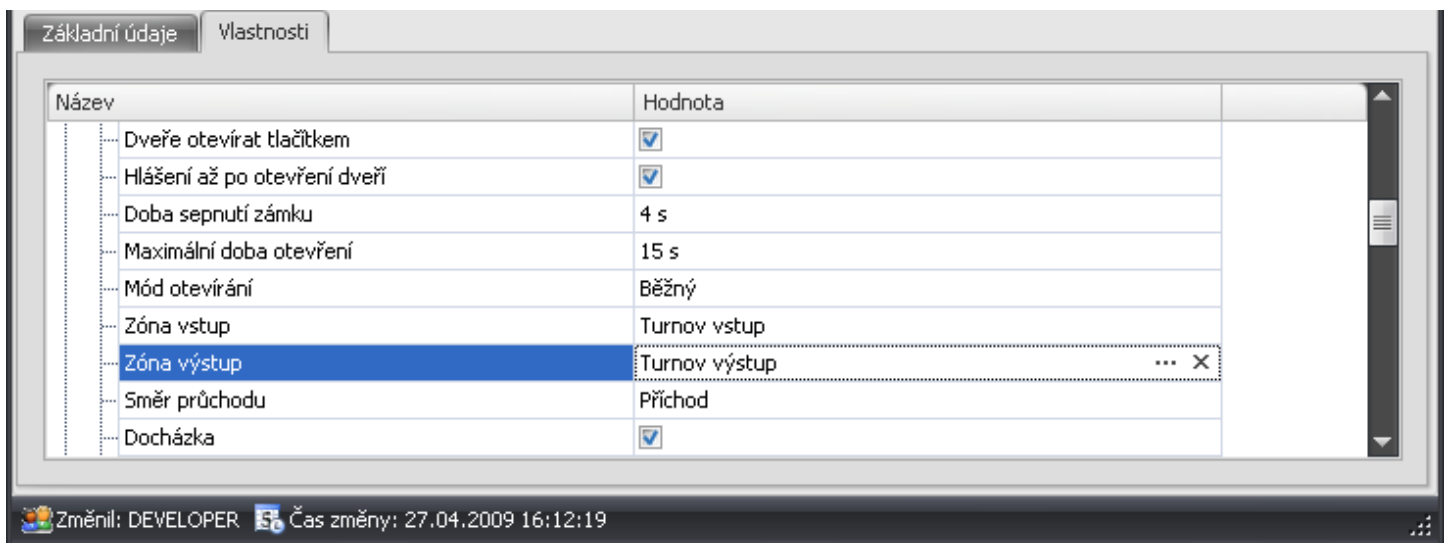 Základní údaje Vlastnosti
Název Hodnota
Dveře otevírat tlačítkem
Hlášení až po otevření dveří
Doba sepnutí zámku 4 s
Maximální doba otevření 15 s
Mód otevírání Běžný
Zóna vstup Turnov vstup
Zóna výstup Turnov výstup ... X
Směr průchodu Příchod
Docházka
Změnil: DEVELOPER Čas změny: 27.04.2009 16:12:19